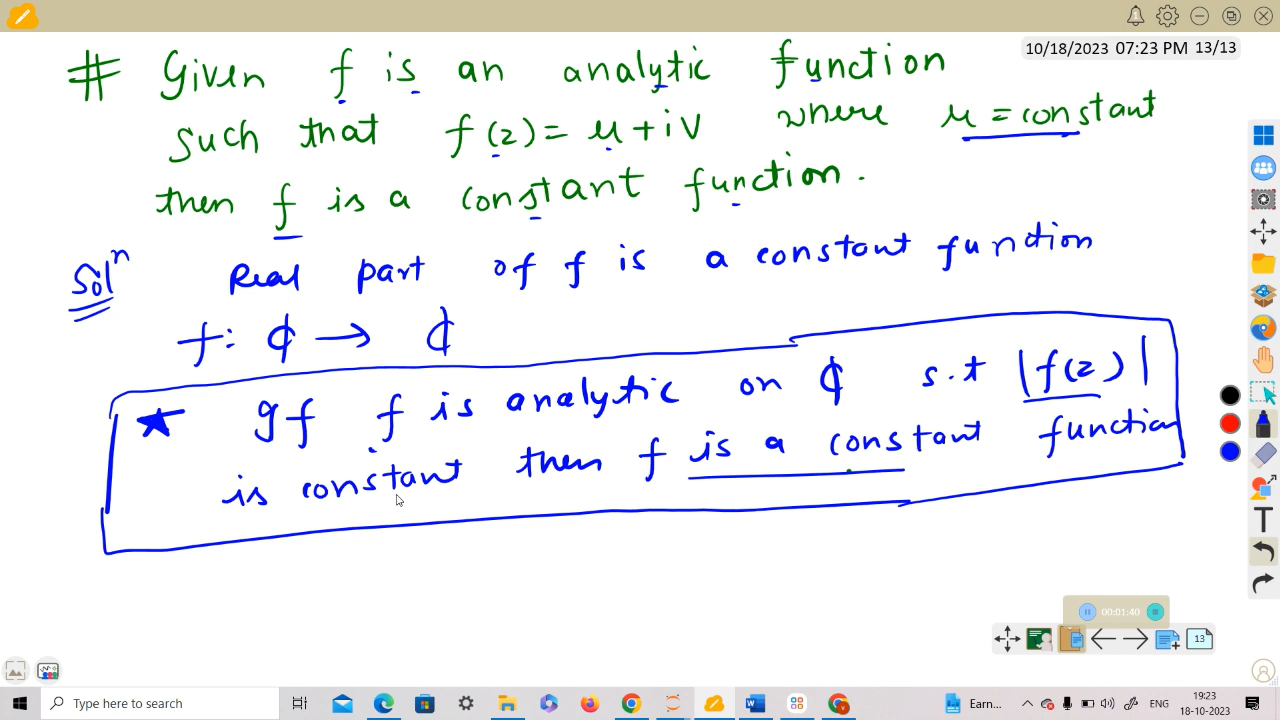 10/18/2023 07:23 PM 13/13
# Given f is an analytic function
such that f(z) = u + iv where u = constant
then f is a constant function.
Solⁿ Real part of f is a constant function
f: ₵ → ₵
★ gf f is analytic on ₵ s.t |f(z)|
is constant then f is a constant function
T
00:01:40
13
Type here to search
Earn...
ENG
19:23
18-10-2023